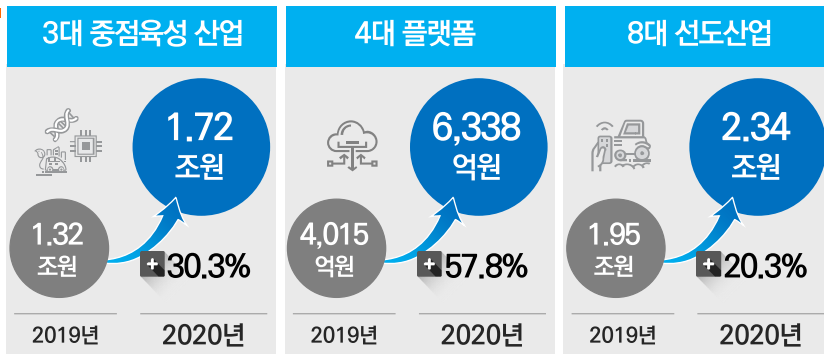 3대 중점육성 산업
1.72
조원
1.32
조원
+30.3%
2019년
2020년
4대 플랫폼
6,338
억원
4,015
억원
+57.8%
2019년
2020년
8대 선도산업
2.34
조원
1.95
조원
+20.3%
2019년
2020년